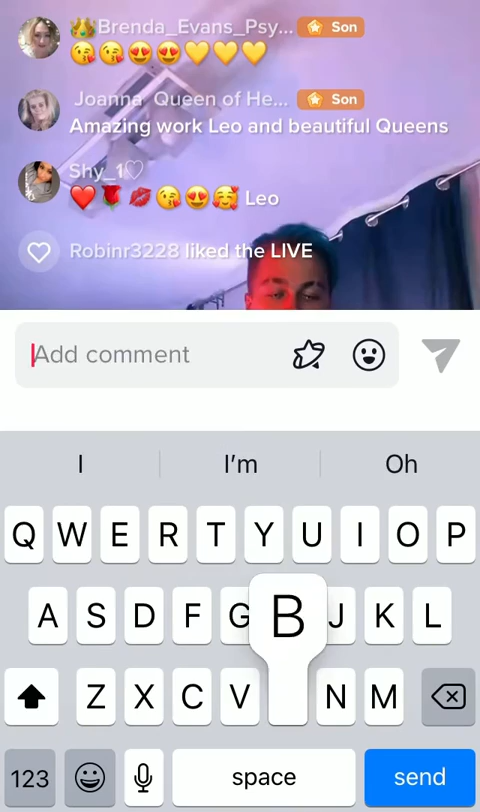 👑Brenda_Evans_Psy... Son
😘😘😍😍💛💛💛
Joanna Queen of He... Son
Amazing work Leo and beautiful Queens
Shy_1♡
❤️🌹💋😘😍🥰 Leo
Robinr3228 liked the LIVE
Add comment
I I'm Oh
Q W E R T Y U I O P
A S D F G B J K L
Z X C V N M
123 space send